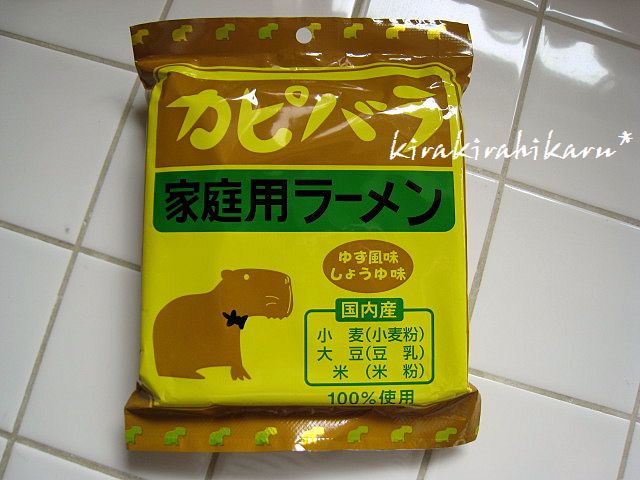 カピバラ
kirakirahikaru*
家庭用ラーメン
ゆず風味
しょうゆ味
国内産
小 麦(小麦粉)
大 豆(豆 乳)
米 (米 粉)
100%使用